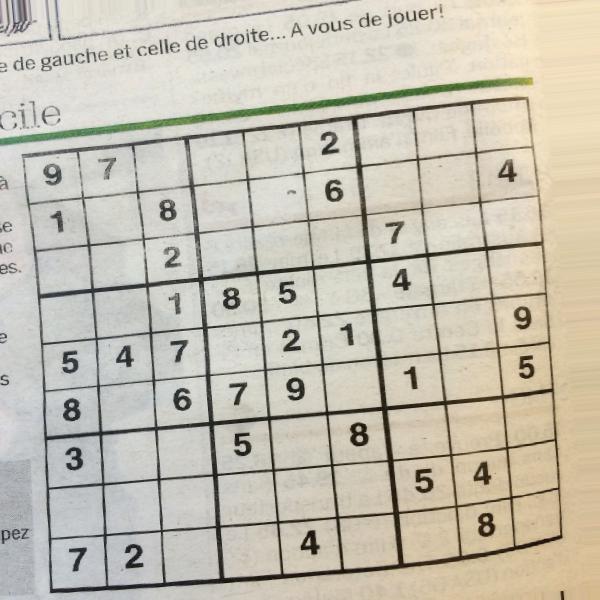 e de gauche et celle de droite... A vous de jouer!
cile
à
se
es.
e
s
pez
9 7 2
1 8 6 4
2 7
1 8 5 4
5 4 7 2 1 9
8 6 7 9 1 5
3 5 8
5 4
7 2 4 8